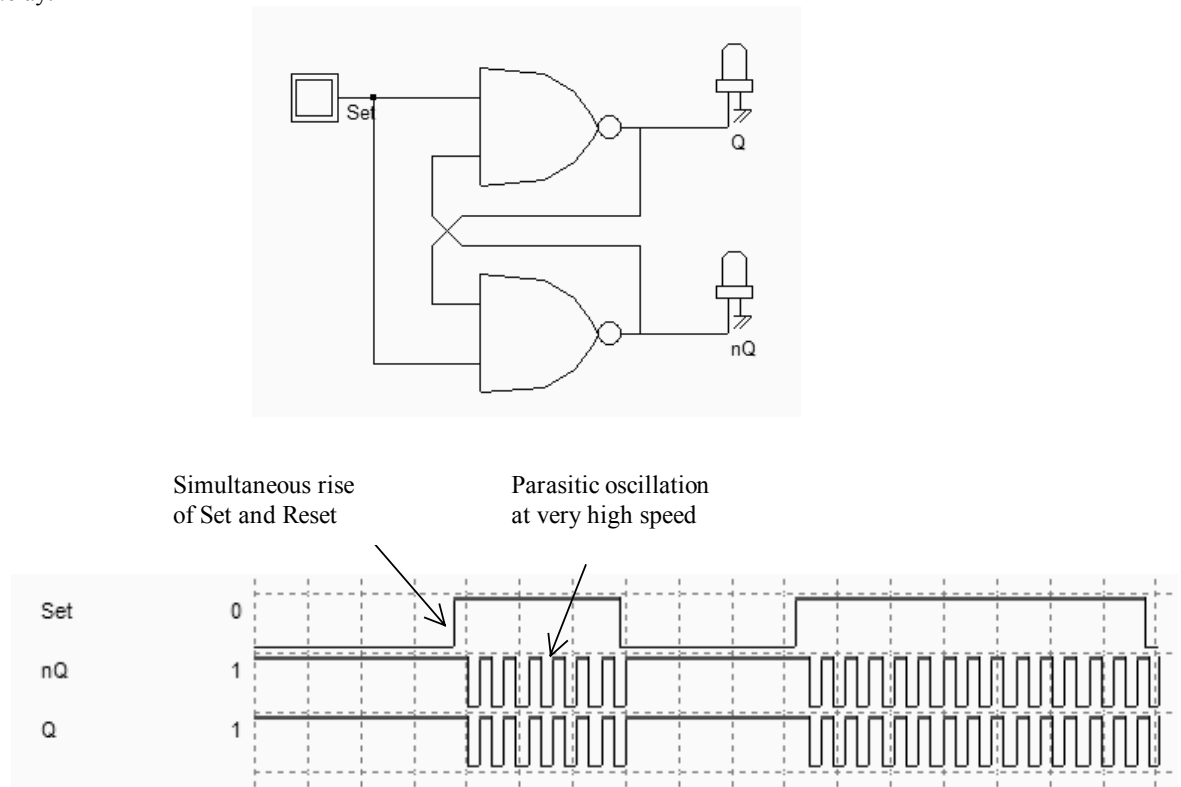 Set
Q
nQ
Simultaneous rise
of Set and Reset
Parasitic oscillation
at very high speed
Set 0
nQ 1
Q 1